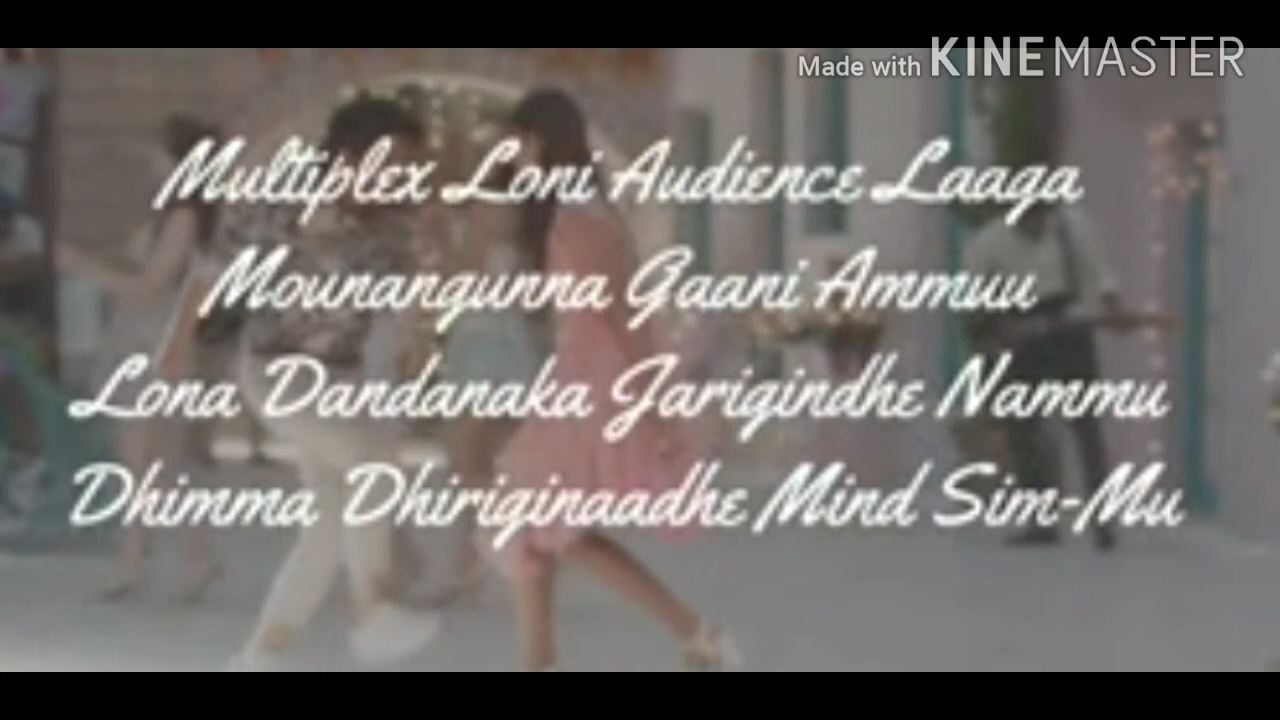 Made with KINEMASTER
Multiplex Loni Audience Laaga
Mounangunna Gaani Ammuu
Lona Dandanaka Jarigindhe Nammu
Dhimma Dhiriginaadhe Mind Sim-Mu